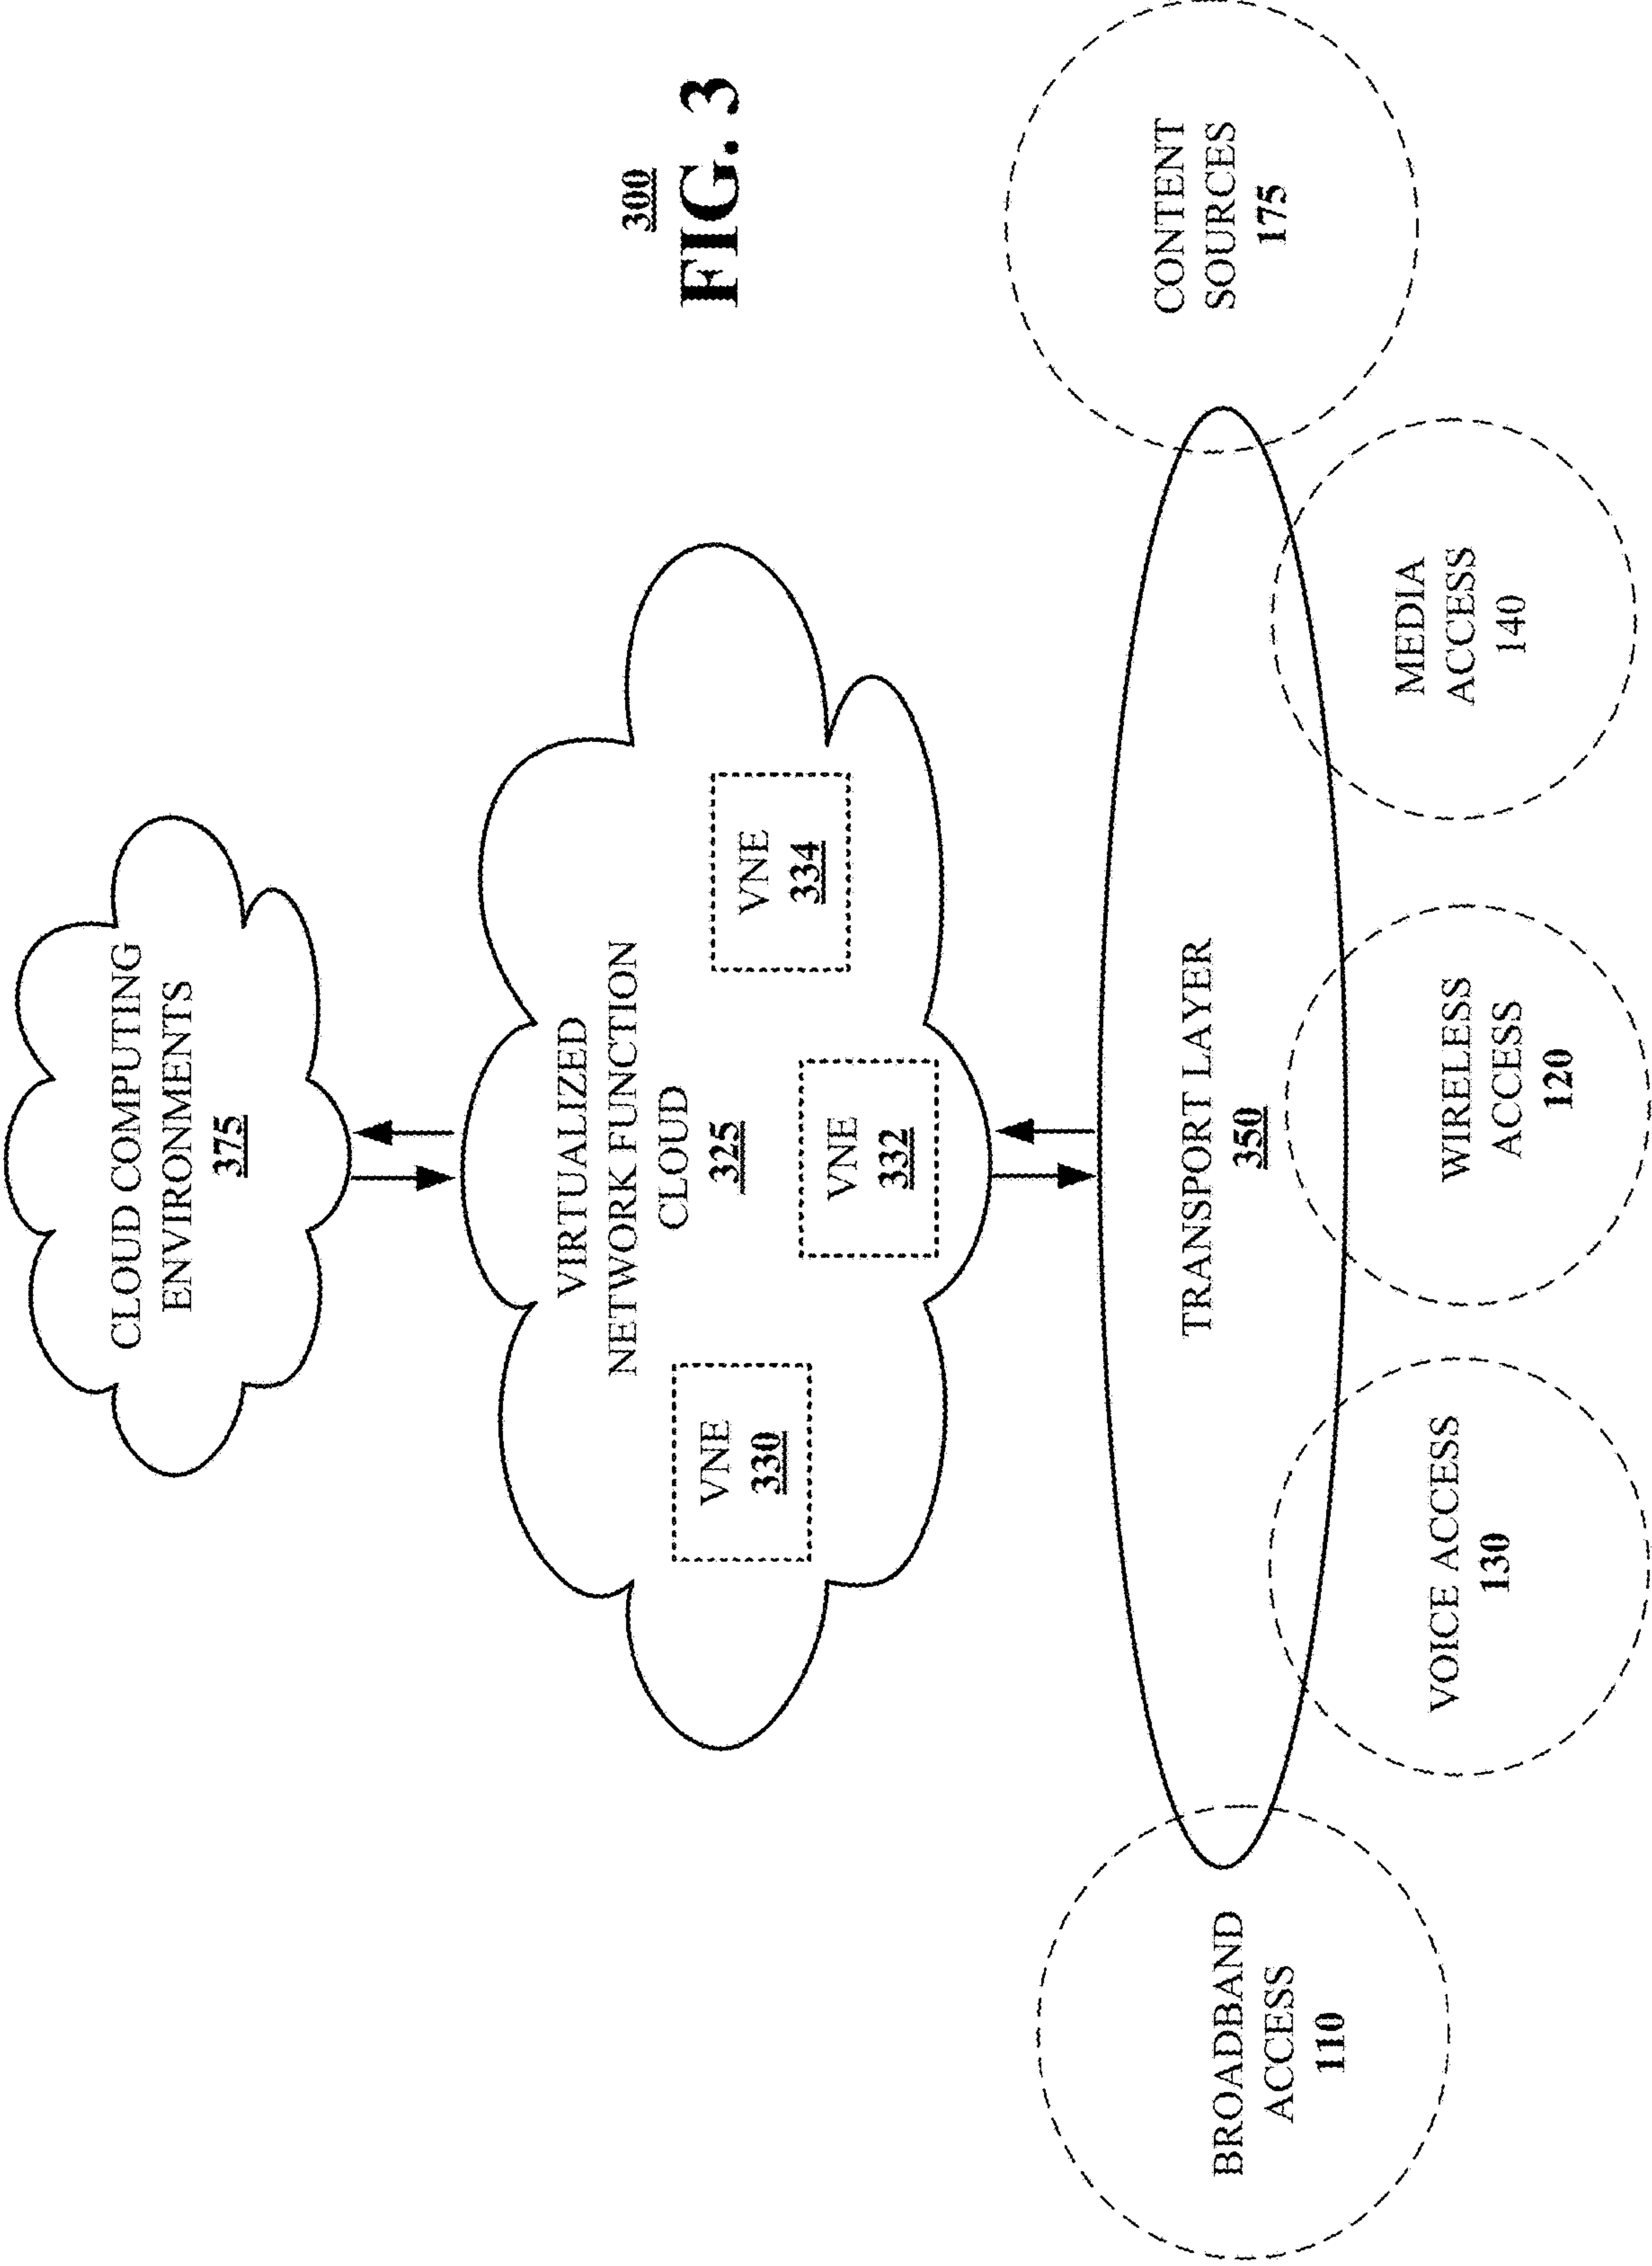 CLOUD COMPUTING
ENVIRONMENTS
375
VIRTUALIZED
NETWORK FUNCTION
CLOUD
325
VNE
330
VNE
332
VNE
334
300
FIG. 3
TRANSPORT LAYER
350
BROADBAND
ACCESS
110
VOICE ACCESS
130
WIRELESS
ACCESS
120
MEDIA
ACCESS
140
CONTENT
SOURCES
175